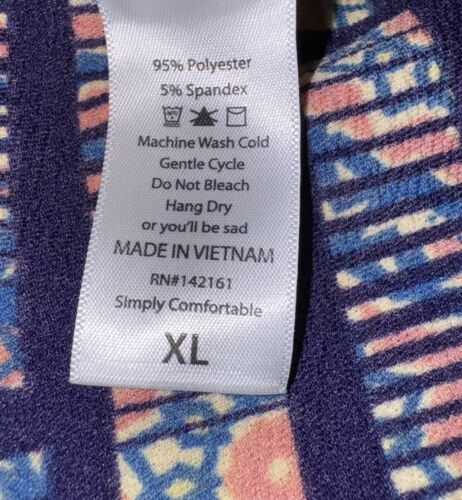 95% Polyester
5% Spandex
Machine Wash Cold
Gentle Cycle
Do Not Bleach
Hang Dry
or you'll be sad
MADE IN VIETNAM
RN#142161
Simply Comfortable
XL